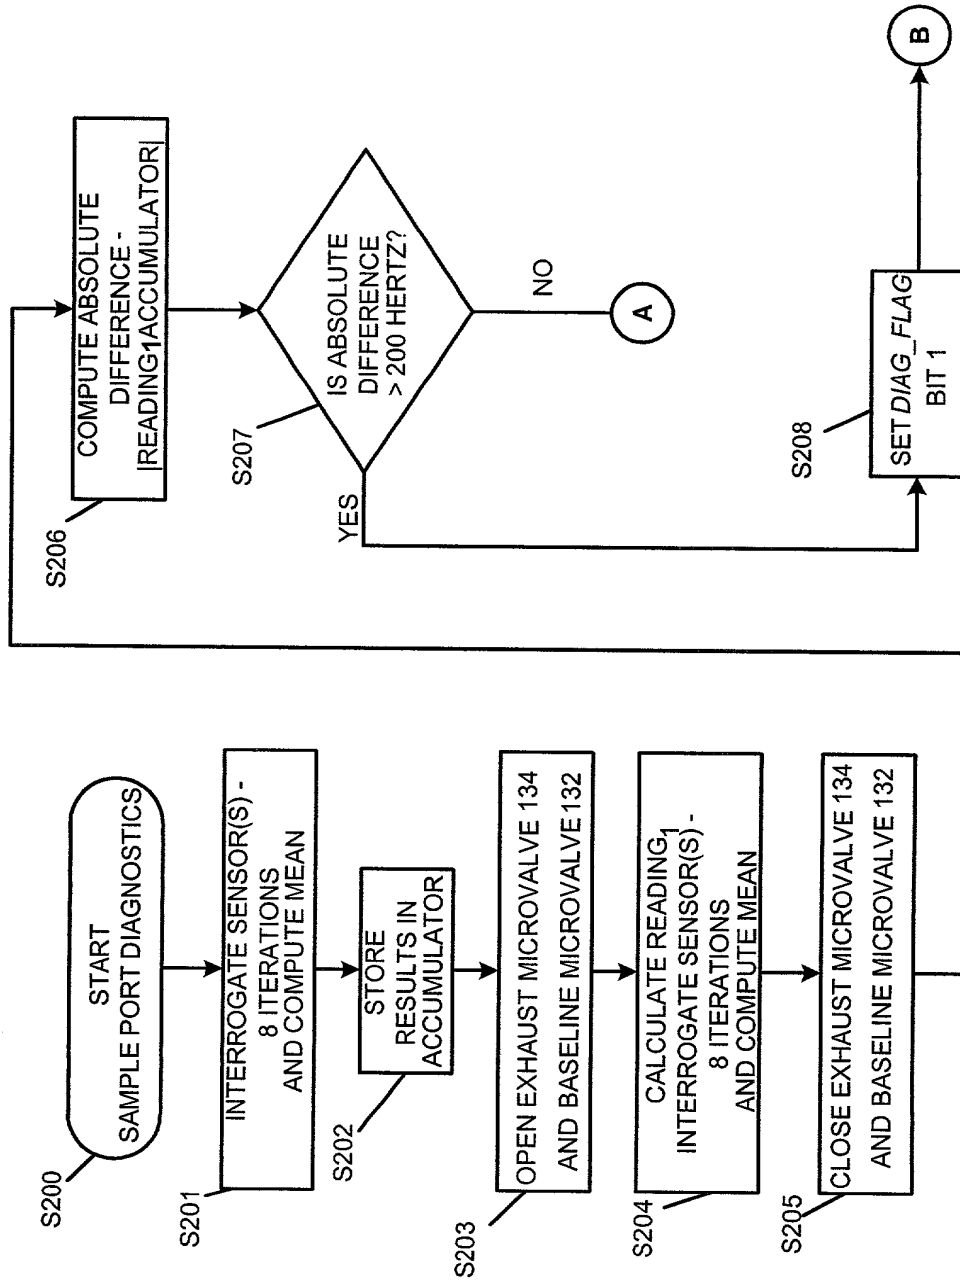 S200
START
SAMPLE PORT DIAGNOSTICS
S201
INTERROGATE SENSOR(S) -
8 ITERATIONS
AND COMPUTE MEAN
S202
STORE
RESULTS IN
ACCUMULATOR
S203
OPEN EXHAUST MICROVALVE 134
AND BASELINE MICROVALVE132
S204
CALCULATE READING1
INTERROGATE SENSOR(S) -
8 ITERATIONS
AND COMPUTE MEAN
S205
CLOSE EXHAUST MICROVALVE 134
AND BASELINE MICROVALVE 132
S206
COMPUTE ABSOLUTE
DIFFERENCE -
|READING1ACCUMULATOR|
S207
IS ABSOLUTE
DIFFERENCE
> 200 HERTZ?
YES
NO
A
S208
SET DIAG_FLAG
BIT 1
B